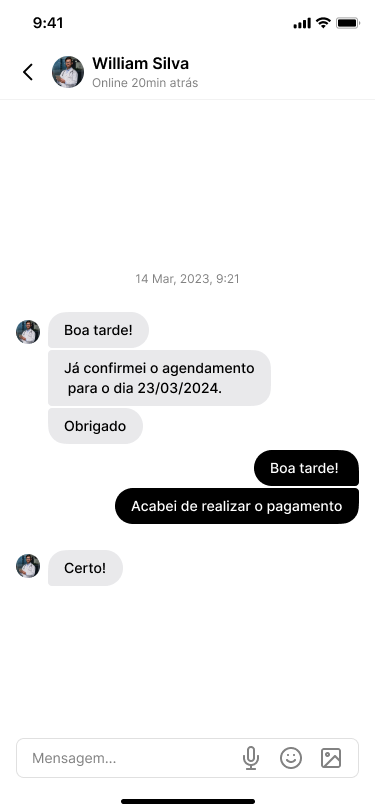 9:41
William Silva
Online 20min atrás
14 Mar, 2023, 9:21
Boa tarde!
Já confirmei o agendamento
para o dia 23/03/2024.
Obrigado
Boa tarde!
Acabei de realizar o pagamento
Certo!
Mensagem...